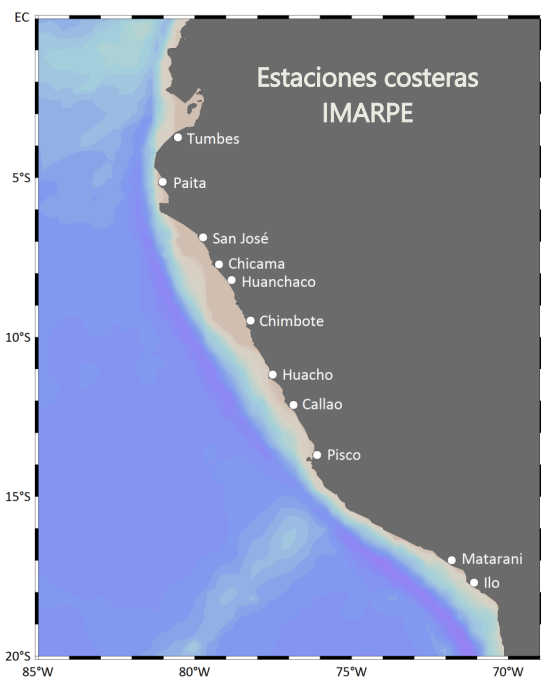 EC
Estaciones costeras
IMARPE
Tumbes
5°S
Paita
San José
Chicama
Huanchaco
Chimbote
10°S
Huacho
Callao
Pisco
15°S
Matarani
Ilo
20°S
85°W 80°W 75°W 70°W